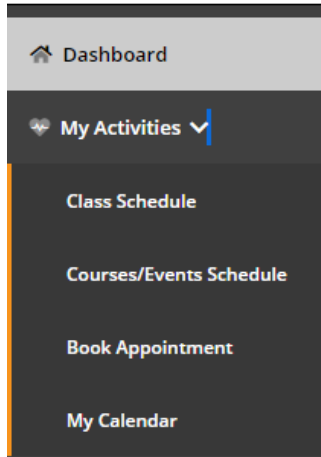 Dashboard
My Activities
Class Schedule
Courses/Events Schedule
Book Appointment
My Calendar